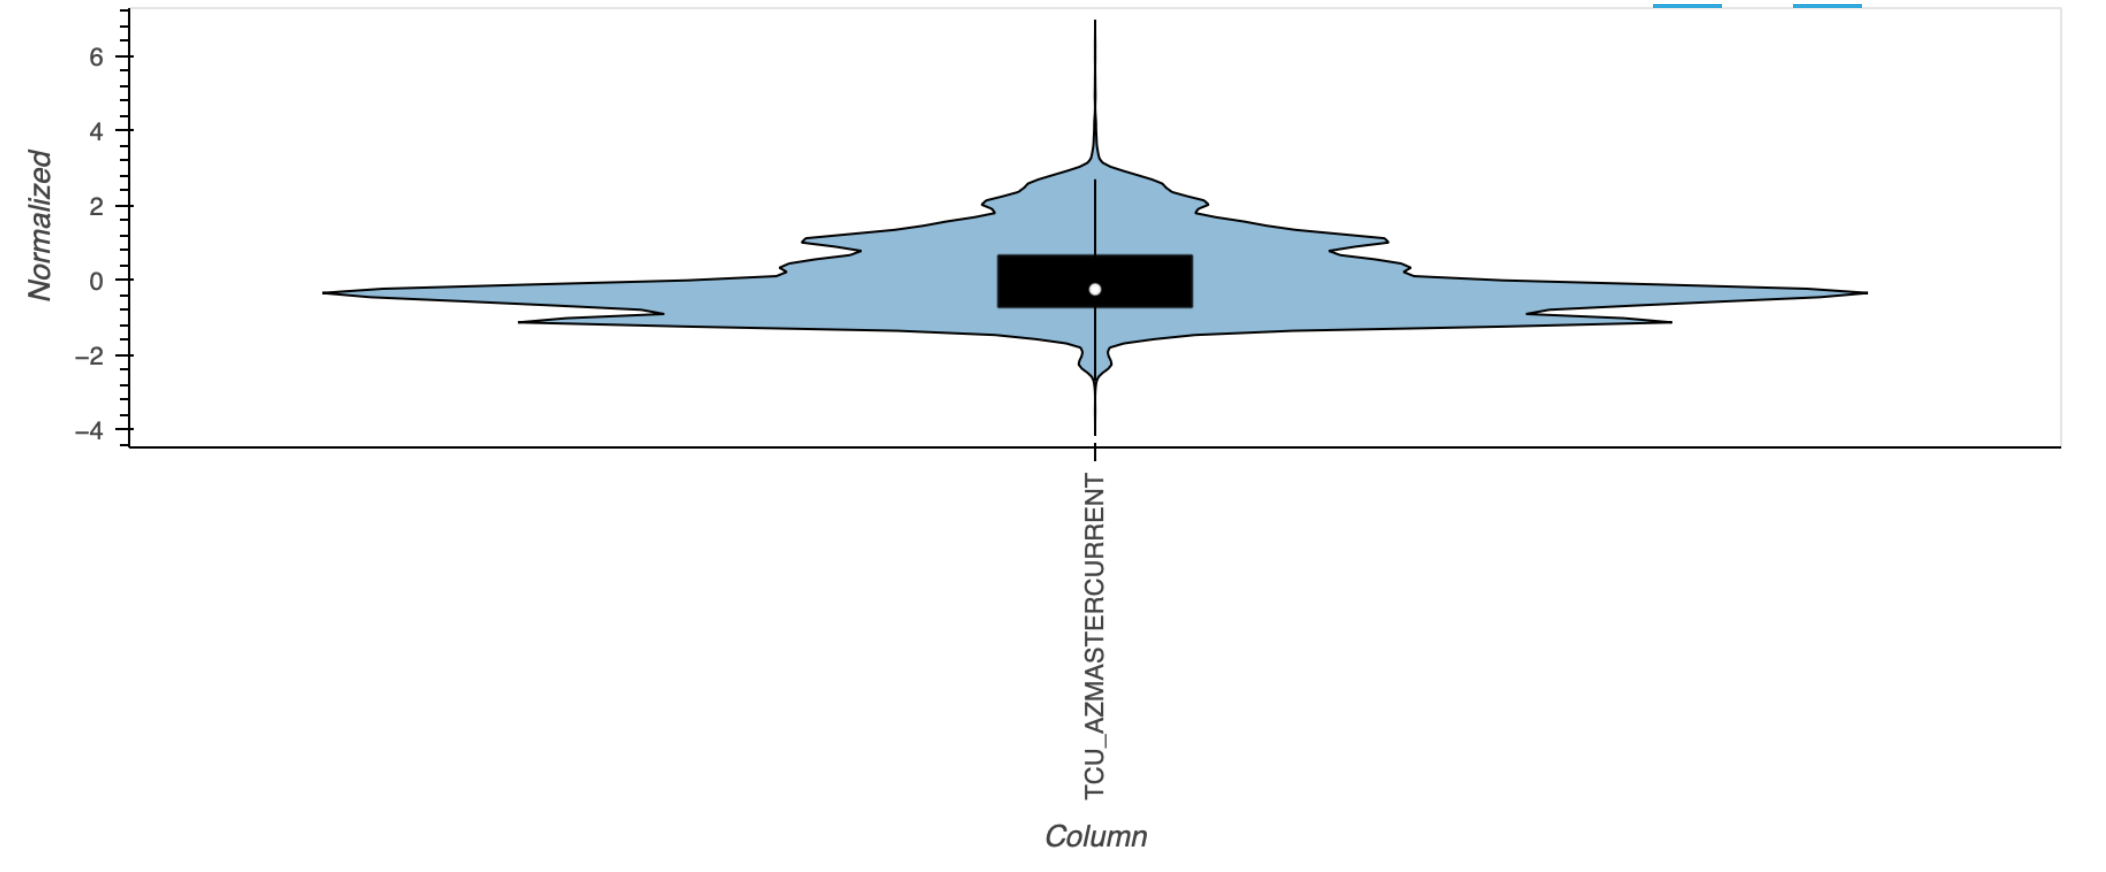 Normalized
6
4
2
0
−2
−4
TCU_AZMASTERCURRENT
Column